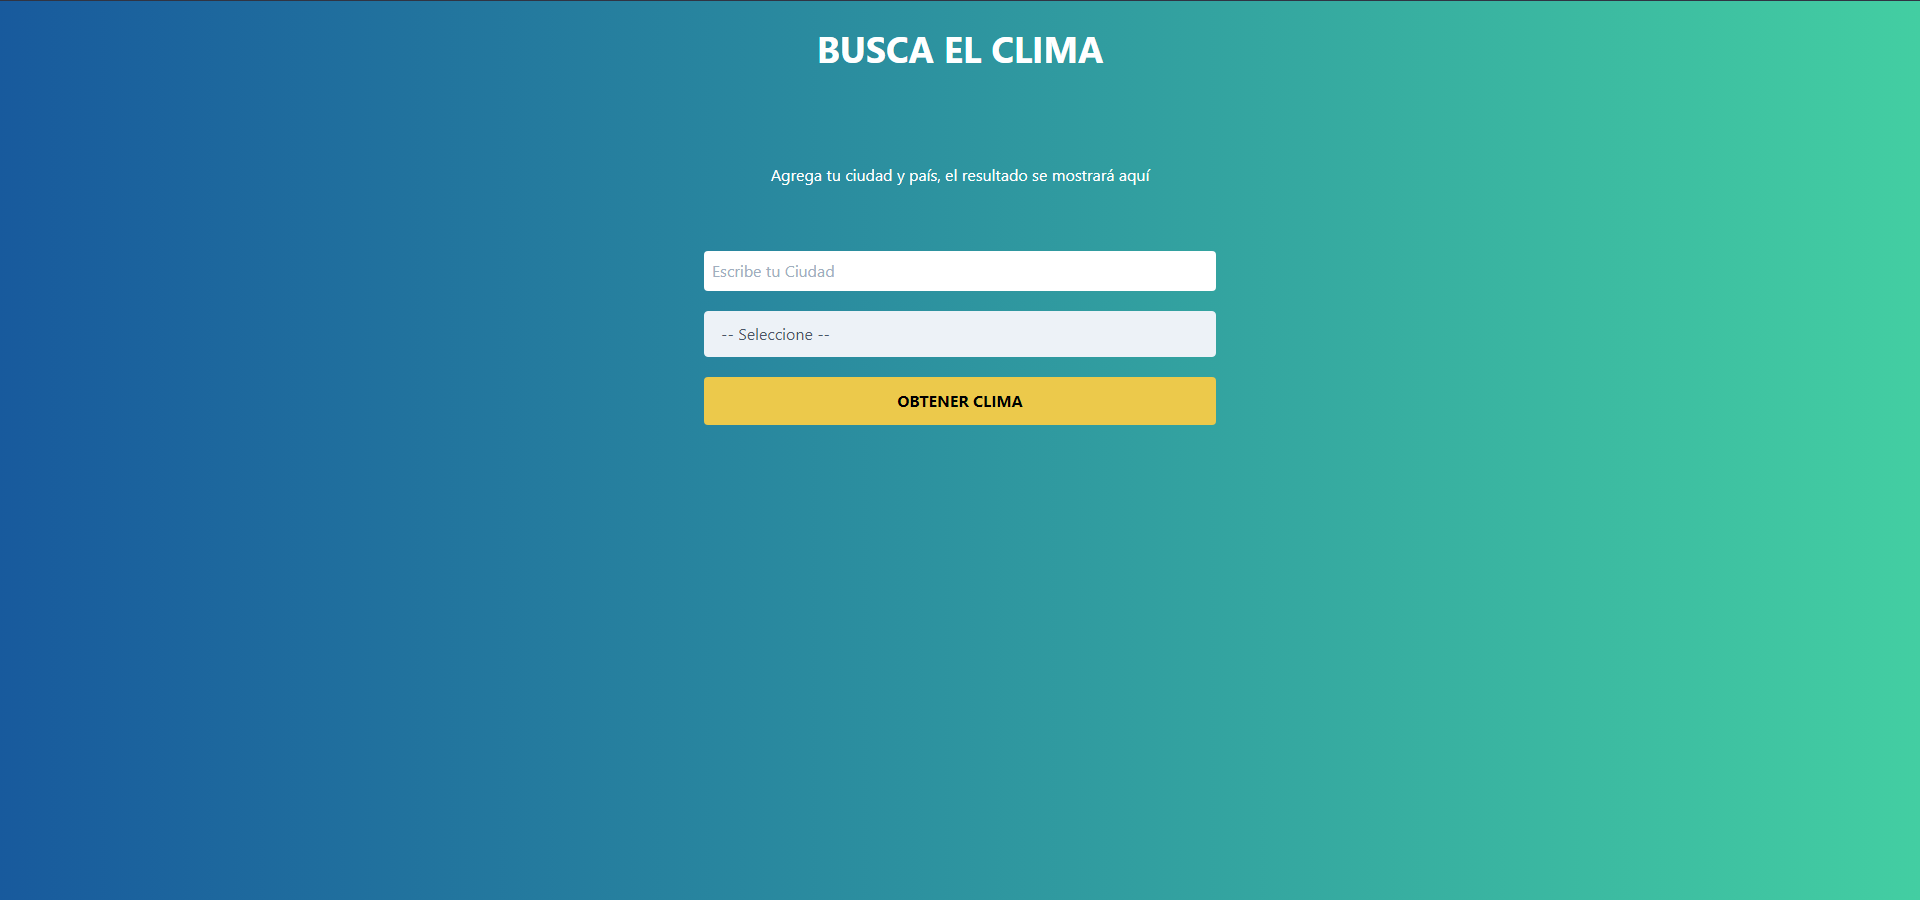 BUSCA EL CLIMA
Agrega tu ciudad y país, el resultado se mostrará aquí
Escribe tu Ciudad
-- Seleccione --
OBTENER CLIMA